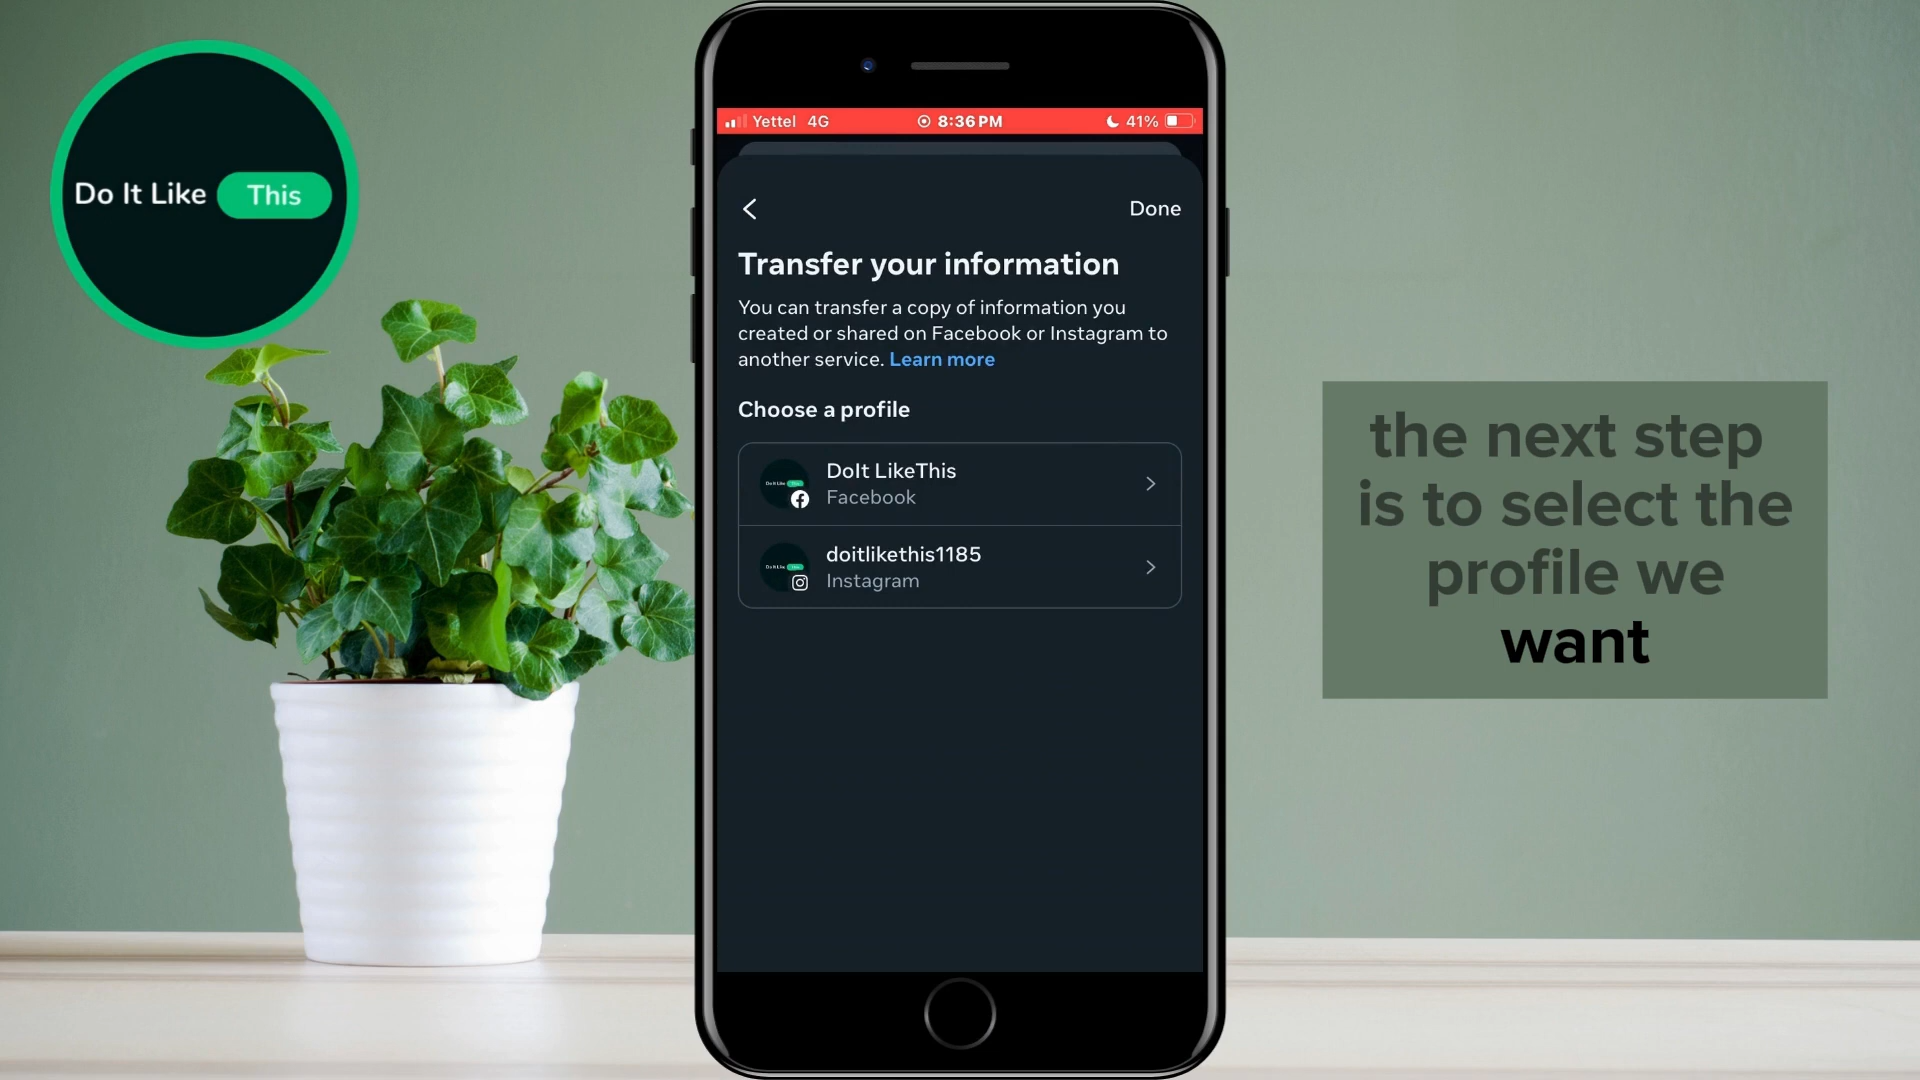 Do It Like This
Yettel 4G 8:36 PM 41%
Done
Transfer your information
You can transfer a copy of information you
created or shared on Facebook or Instagram to
another service. Learn more
Choose a profile
DoIt LikeThis
Facebook
doitlikethis1185
Instagram
the next step
is to select the
profile we
want